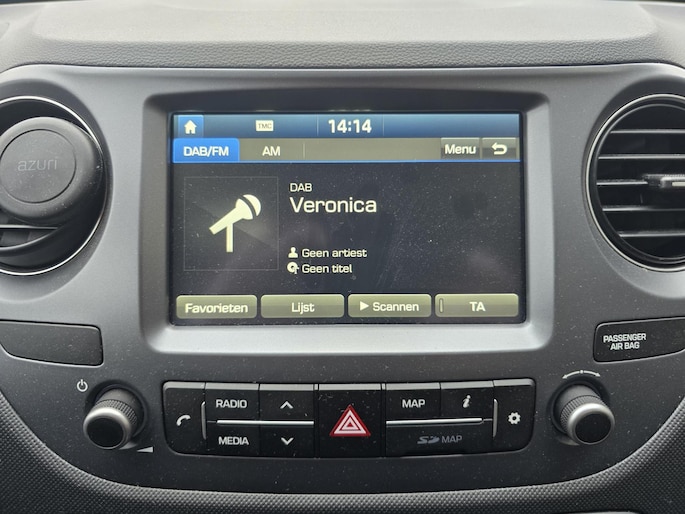 TMC
14:14
DAB/FM
AM
Menu
azuri
DAB
Veronica
Geen artiest
Geen titel
Favorieten
Lijst
Scannen
TA
PASSENGER
AIR BAG
RADIO
MAP
i
MEDIA
SD MAP